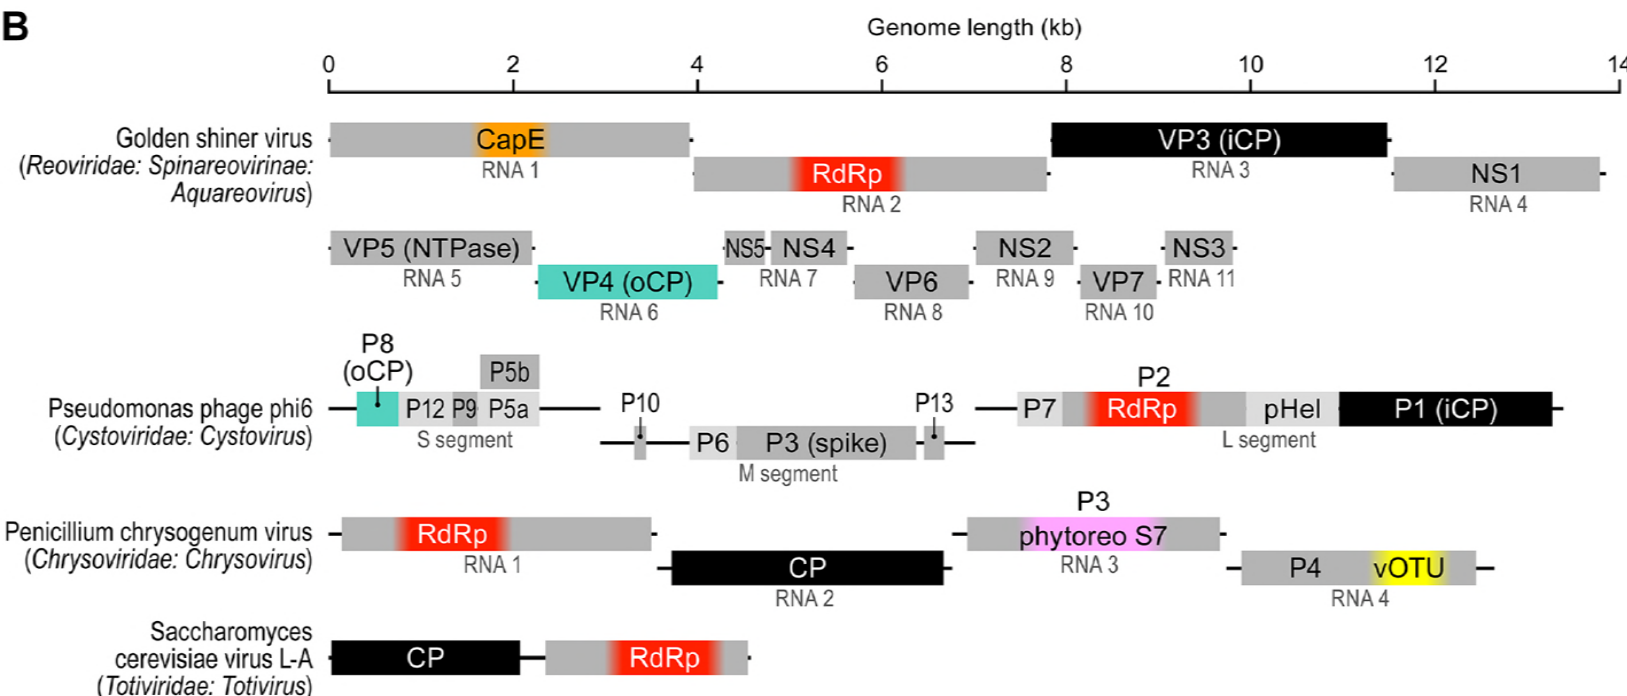 B
Genome length (kb)
0 2 4 6 8 10 12 14
Golden shiner virus
(Reoviridae: Spinareovirinae:
Aquareovirus)
CapE
RNA 1
RdRp
RNA 2
VP3 (iCP)
RNA 3
NS1
RNA 4
VP5 (NTPase)
RNA 5
VP4 (oCP)
RNA 6
NS5 NS4
RNA 7
VP6
RNA 8
NS2
RNA 9
VP7
RNA 10
NS3
RNA 11
Pseudomonas phage phi6
(Cystoviridae: Cystovirus)
P8
(oCP)
P5b
P12 P9 P5a
S segment
P10
P13
P6 P3 (spike)
M segment
P2
P7 RdRp pHel P1 (iCP)
L segment
Penicillium chrysogenum virus
(Chrysoviridae: Chrysovirus)
RdRp
RNA 1
CP
RNA 2
P3
phytoreo S7
RNA 3
P4 vOTU
RNA 4
Saccharomyces
cerevisiae virus L-A
(Totiviridae: Totivirus)
CP RdRp